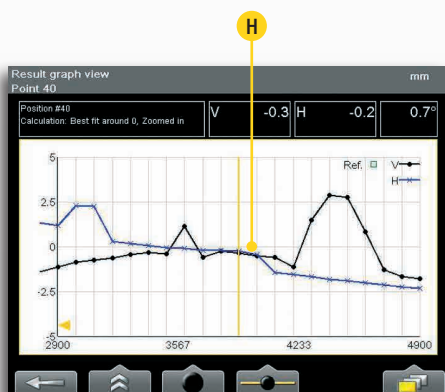 H
Result graph view mm
Point 40
Position #40 V -0.3 H -0.2 0.7°
Calculation: Best fit around 0, Zoomed in
5
Ref. V
H
2.5
0
-2.5
-5
2900 3567 4233 4900